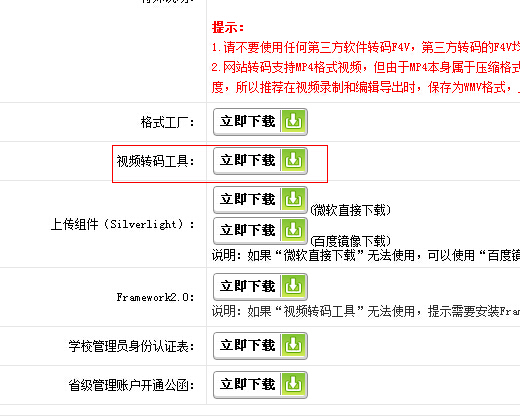 提示：
1.请不要使用任何第三方软件转码F4V，第三方转码的F4V均
2.网站转码支持MP4格式视频，但由于MP4本身属于压缩格式
度，所以推荐在视频录制和编辑导出时，保存为WMV格式，
格式工厂： 立即下载
视频转码工具： 立即下载
立即下载 (微软直接下载)
上传组件（Silverlight）：
立即下载 (百度镜像下载)
说明：如果“微软直接下载”无法使用，可以使用“百度镜
立即下载
Framework2.0：
说明：如果“视频转码工具”无法使用，提示需要安装Fram
学校管理员身份认证表： 立即下载
省级管理账户开通公函： 立即下载